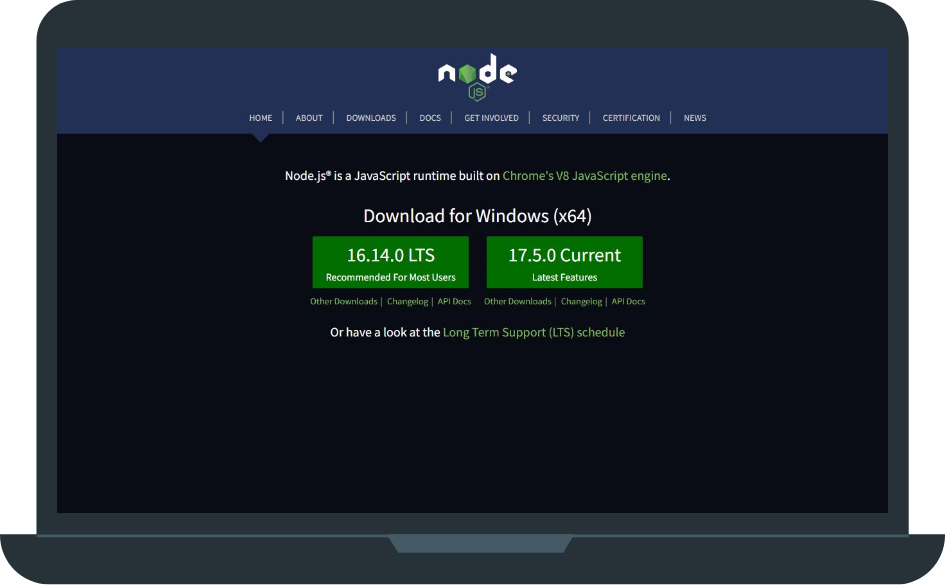 node
JS
HOME | ABOUT | DOWNLOADS | DOCS | GET INVOLVED | SECURITY | CERTIFICATION | NEWS
Node.js® is a JavaScript runtime built on Chrome's V8 JavaScript engine.
Download for Windows (x64)
16.14.0 LTS
Recommended For Most Users
17.5.0 Current
Latest Features
Other Downloads | Changelog | API Docs
Other Downloads | Changelog | API Docs
Or have a look at the Long Term Support (LTS) schedule